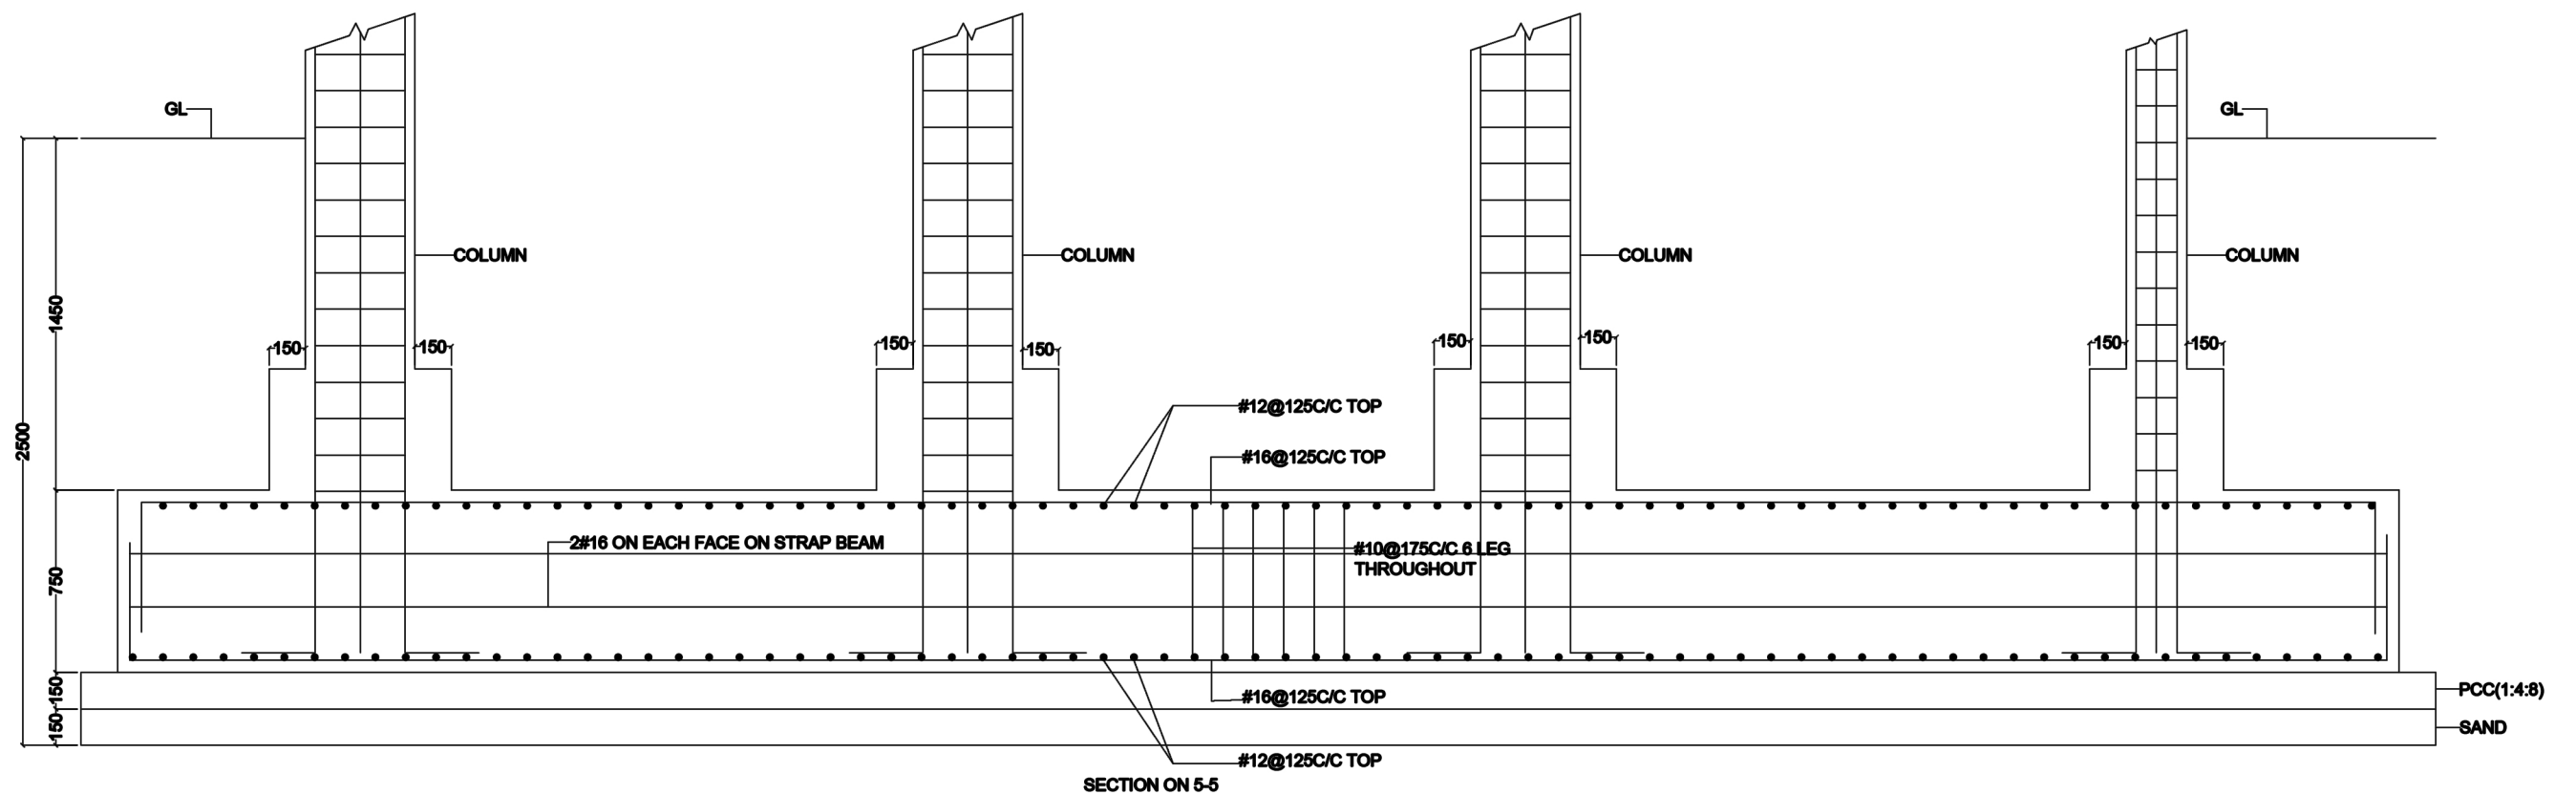 GL
GL
COLUMN
COLUMN
COLUMN
COLUMN
1450
2500
150
150
150
150
150
150
150
150
#12@125C/C TOP
#16@125C/C TOP
2#16 ON EACH FACE ON STRAP BEAM
#10@175C/C 6 LEG
THROUGHOUT
750
150
150
#16@125C/C TOP
PCC(1:4:8)
SAND
#12@125C/C TOP
SECTION ON 5-5